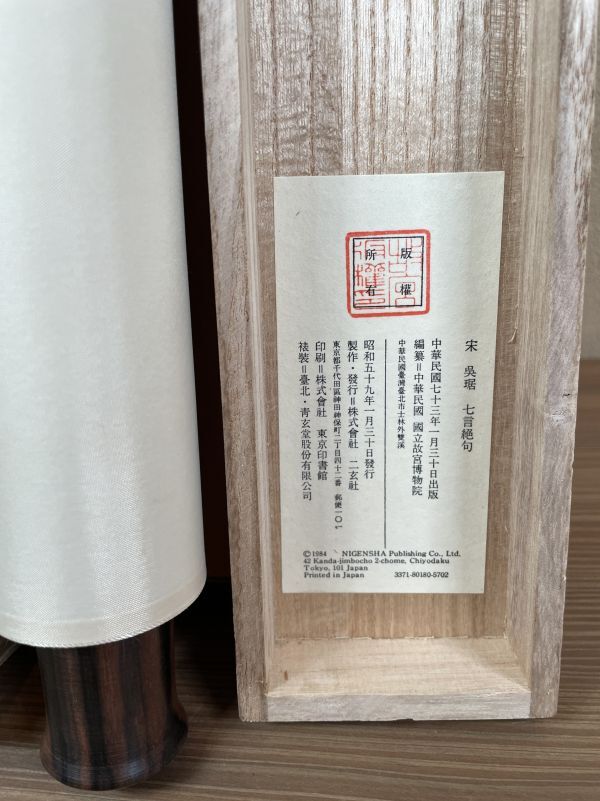 版權
所有
宋 吳琚 七言絕句
中華民國七十三年一月三十日出版
編纂＝中華民國 國立故宮博物院
中華民國臺灣臺北市士林外雙溪
昭和五十九年一月三十日發行
製作・發行＝株式會社 二玄社
東京都千代田區神田神保町二丁目四十二番 郵便一〇一
印刷＝株式會社 東京印書館
裱裝＝臺北・靑玄堂股份有限公司
©1984 NIGENSHA Publishing Co., Ltd.
42 Kanda-jimbocho 2-chome, Chiyodaku
Tokyo, 101 Japan
Printed in Japan 3371-80180-5702